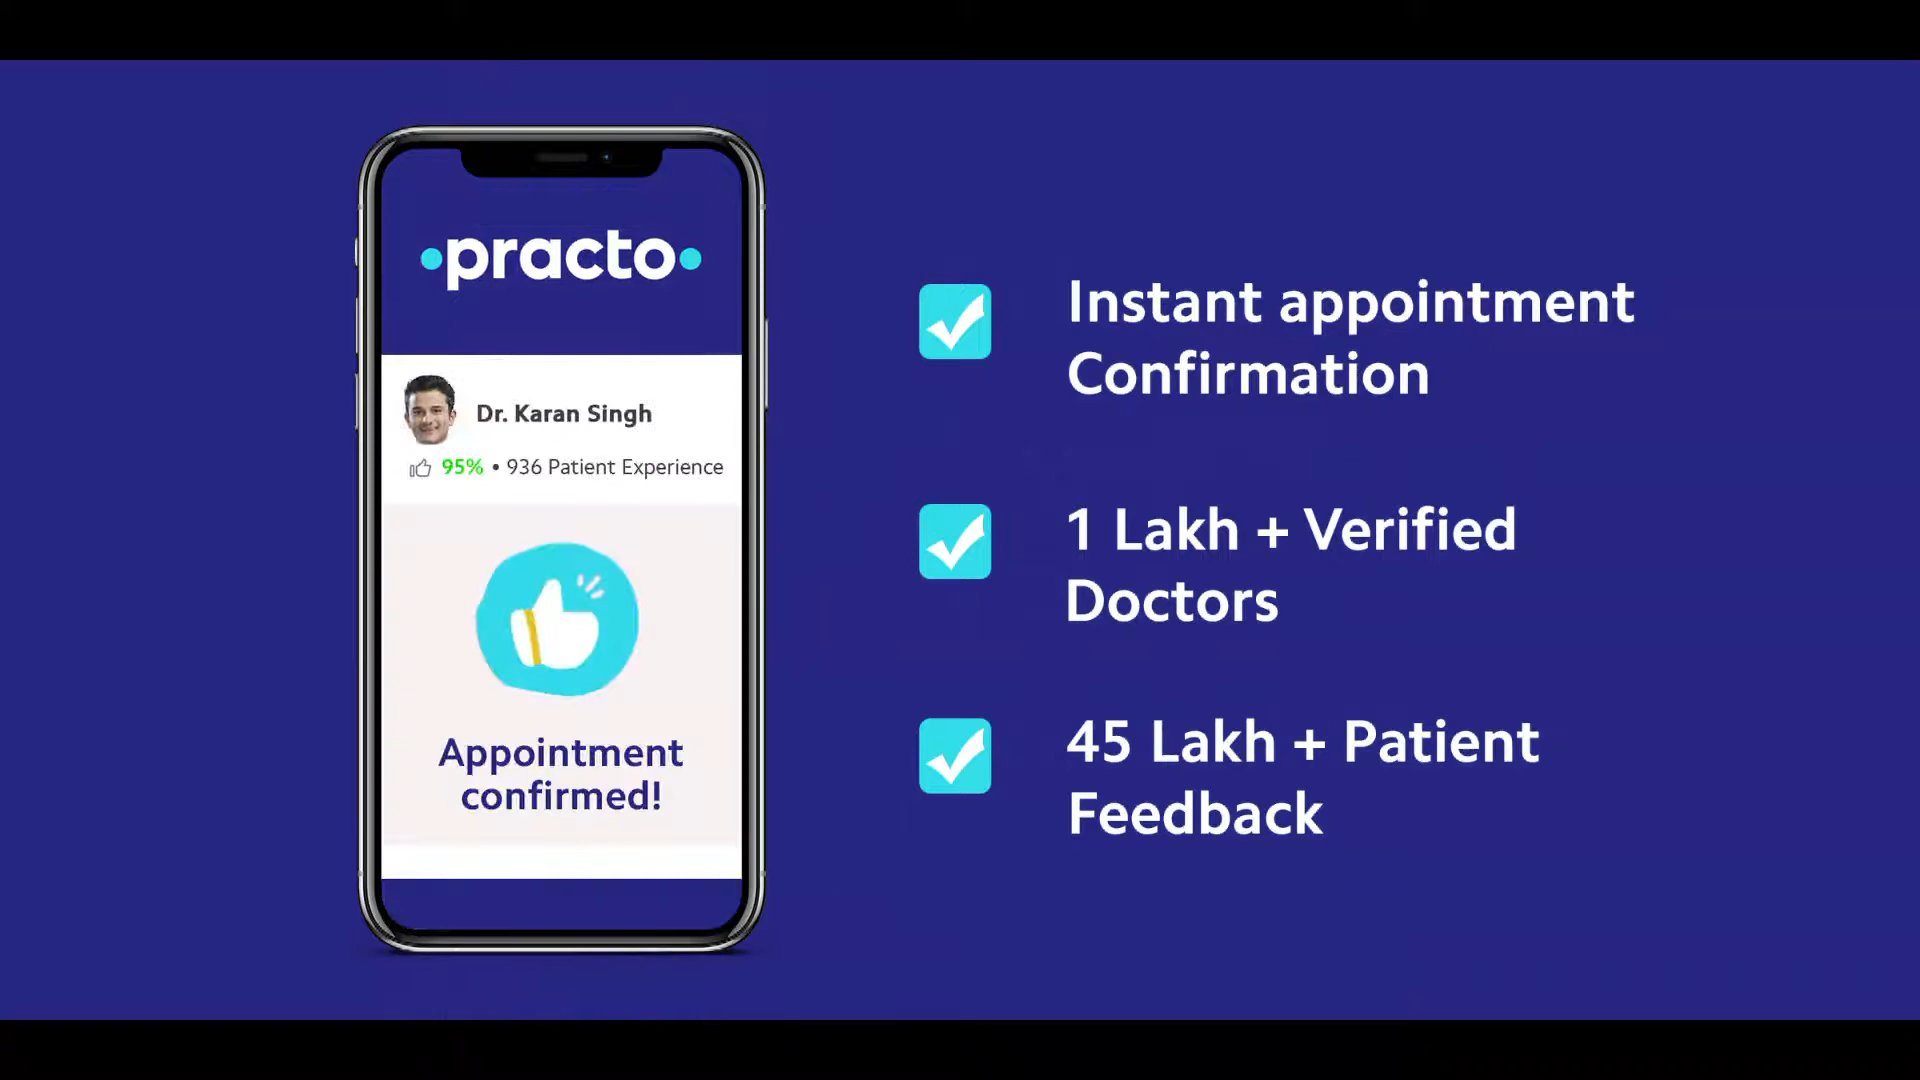 practo
Dr. Karan Singh
95% • 936 Patient Experience
Appointment
confirmed!
Instant appointment
Confirmation
1 Lakh + Verified
Doctors
45 Lakh + Patient
Feedback